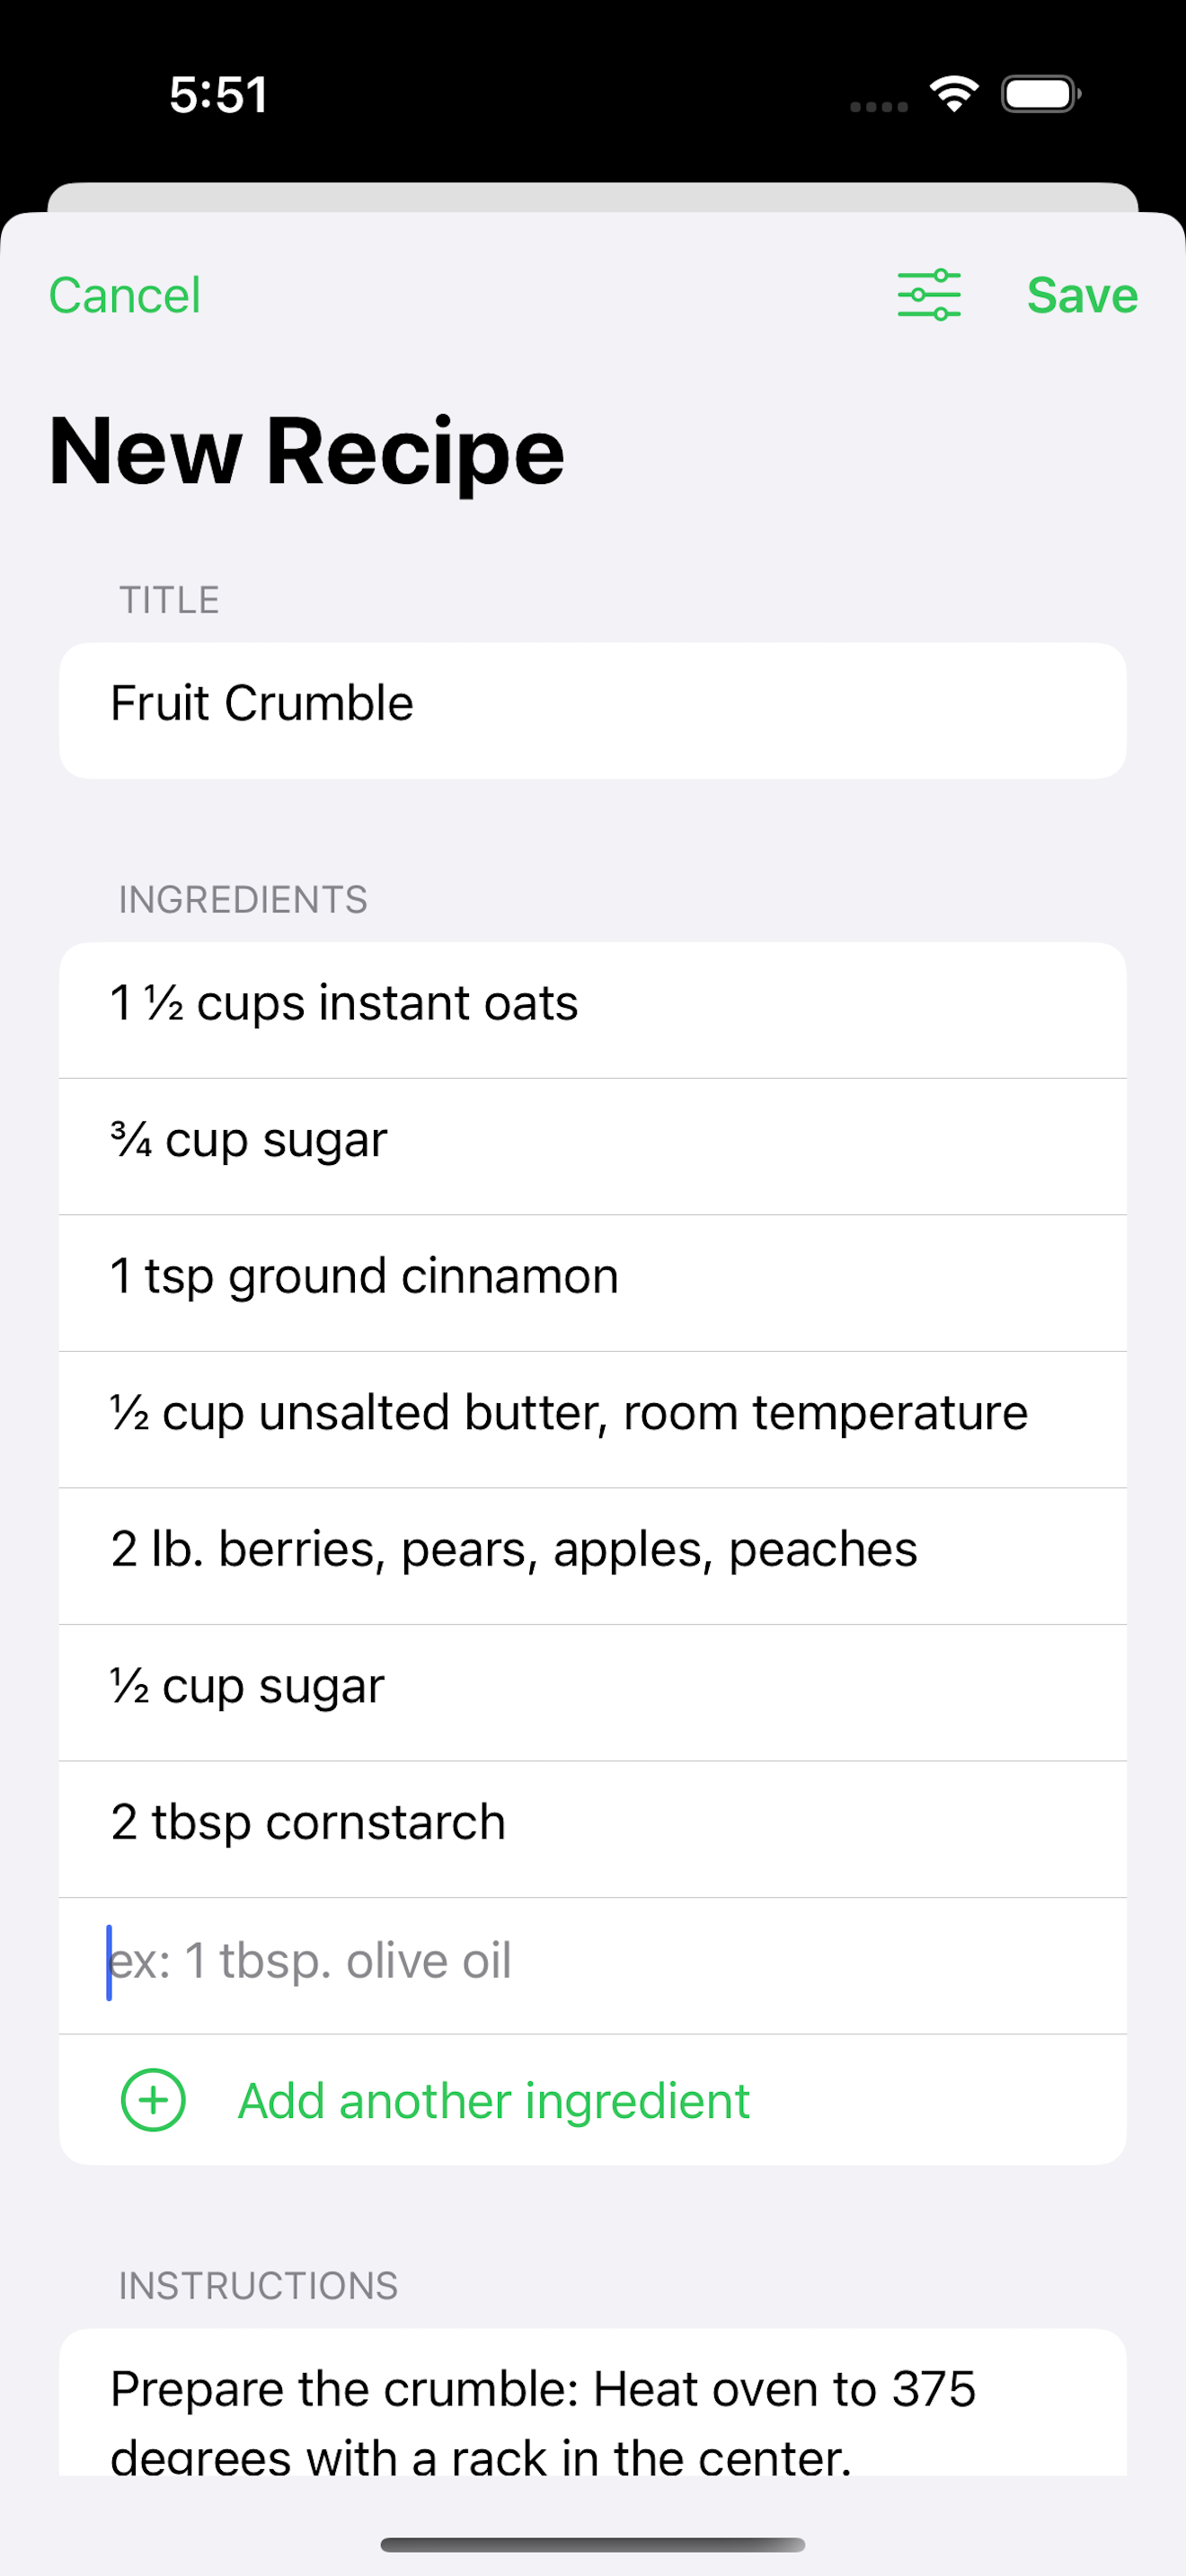 5:51
Cancel
Save
New Recipe
TITLE
Fruit Crumble
INGREDIENTS
1 ½ cups instant oats
¾ cup sugar
1 tsp ground cinnamon
½ cup unsalted butter, room temperature
2 lb. berries, pears, apples, peaches
½ cup sugar
2 tbsp cornstarch
ex: 1 tbsp. olive oil
Add another ingredient
INSTRUCTIONS
Prepare the crumble: Heat oven to 375
degrees with a rack in the center.